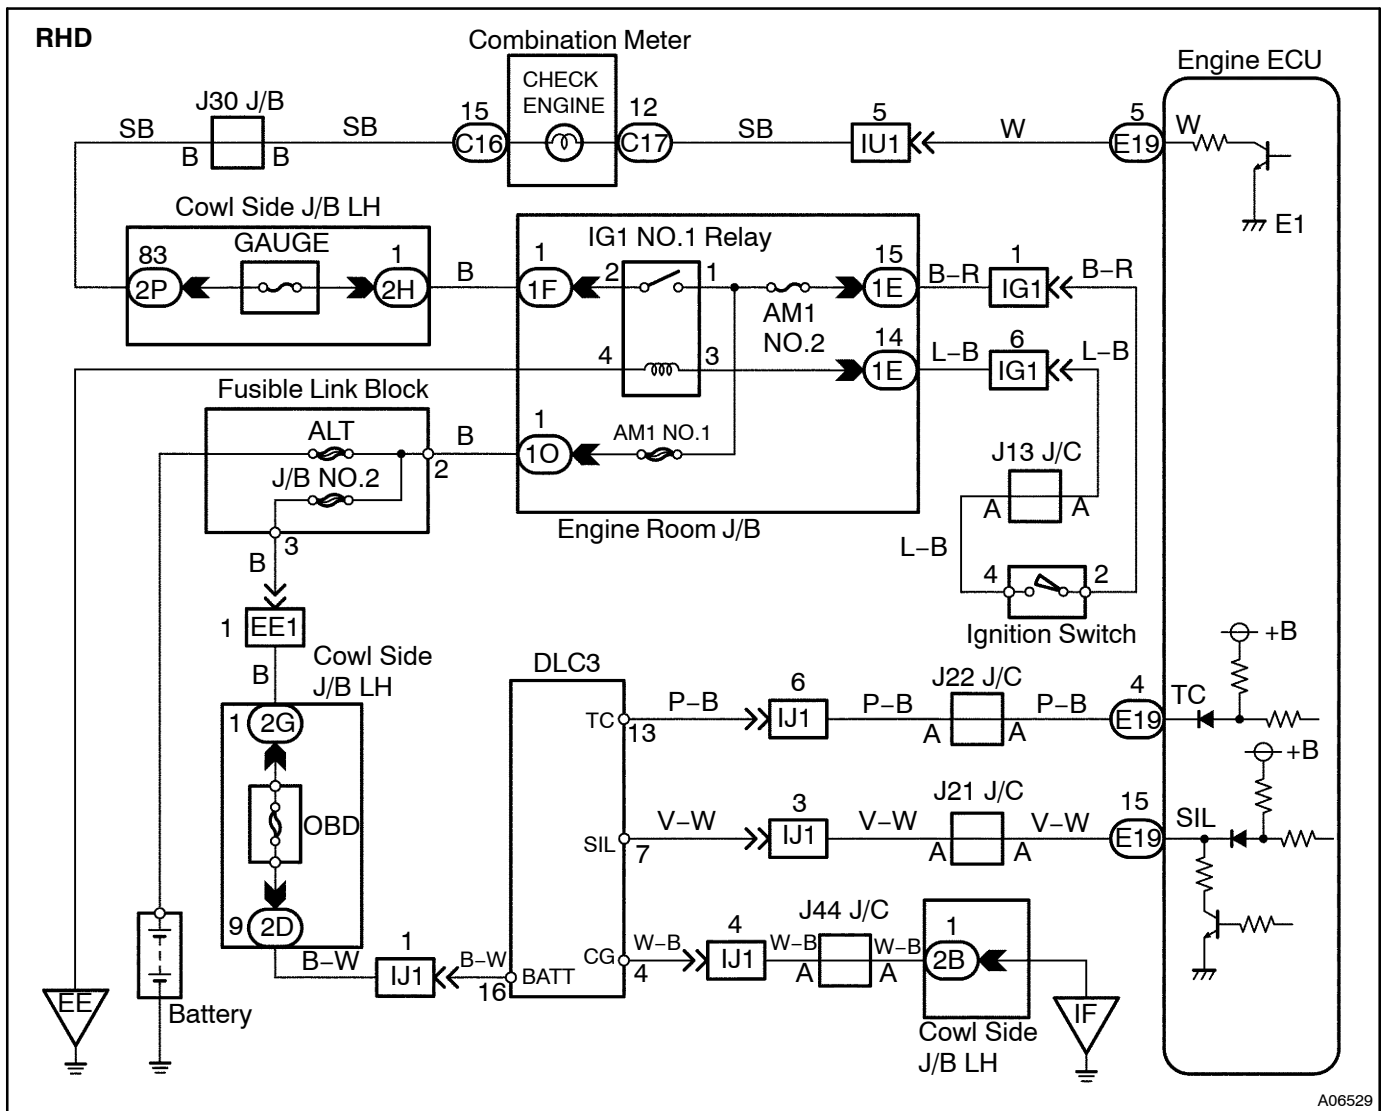 RHD
Combination Meter
Engine ECU
CHECK
ENGINE
J30 J/B
15
12
5
5
SB
SB
C16
C17
SB
IU1
W
E19
W
B
B
E1
Cowl Side J/B LH
GAUGE
IG1 NO.1 Relay
83
1
1
15
1
2P
2H
B
1F
2
1
1E
B–R
IG1
B–R
AM1
NO.2
14
6
4
3
1E
L–B
IG1
L–B
Fusible Link Block
ALT
B
1
1O
AM1 NO.1
2
J/B NO.2
J13 J/C
A
A
Engine Room J/B
3
B
L–B
4
2
1
EE1
Ignition Switch
B
Cowl Side
J/B LH
DLC3
+B
6
J22 J/C
4
1
2G
TC
13
P–B
IJ1
P–B
A
A
P–B
E19
TC
+B
OBD
3
J21 J/C
15
SIL
7
V–W
IJ1
V–W
A
A
V–W
E19
SIL
9
2D
1
4
J44 J/C
1
B–W
IJ1
B–W
16
BATT
CG
4
W–B
IJ1
W–B
A
A
W–B
2B
EE
Battery
IF
Cowl Side
J/B LH
A06529